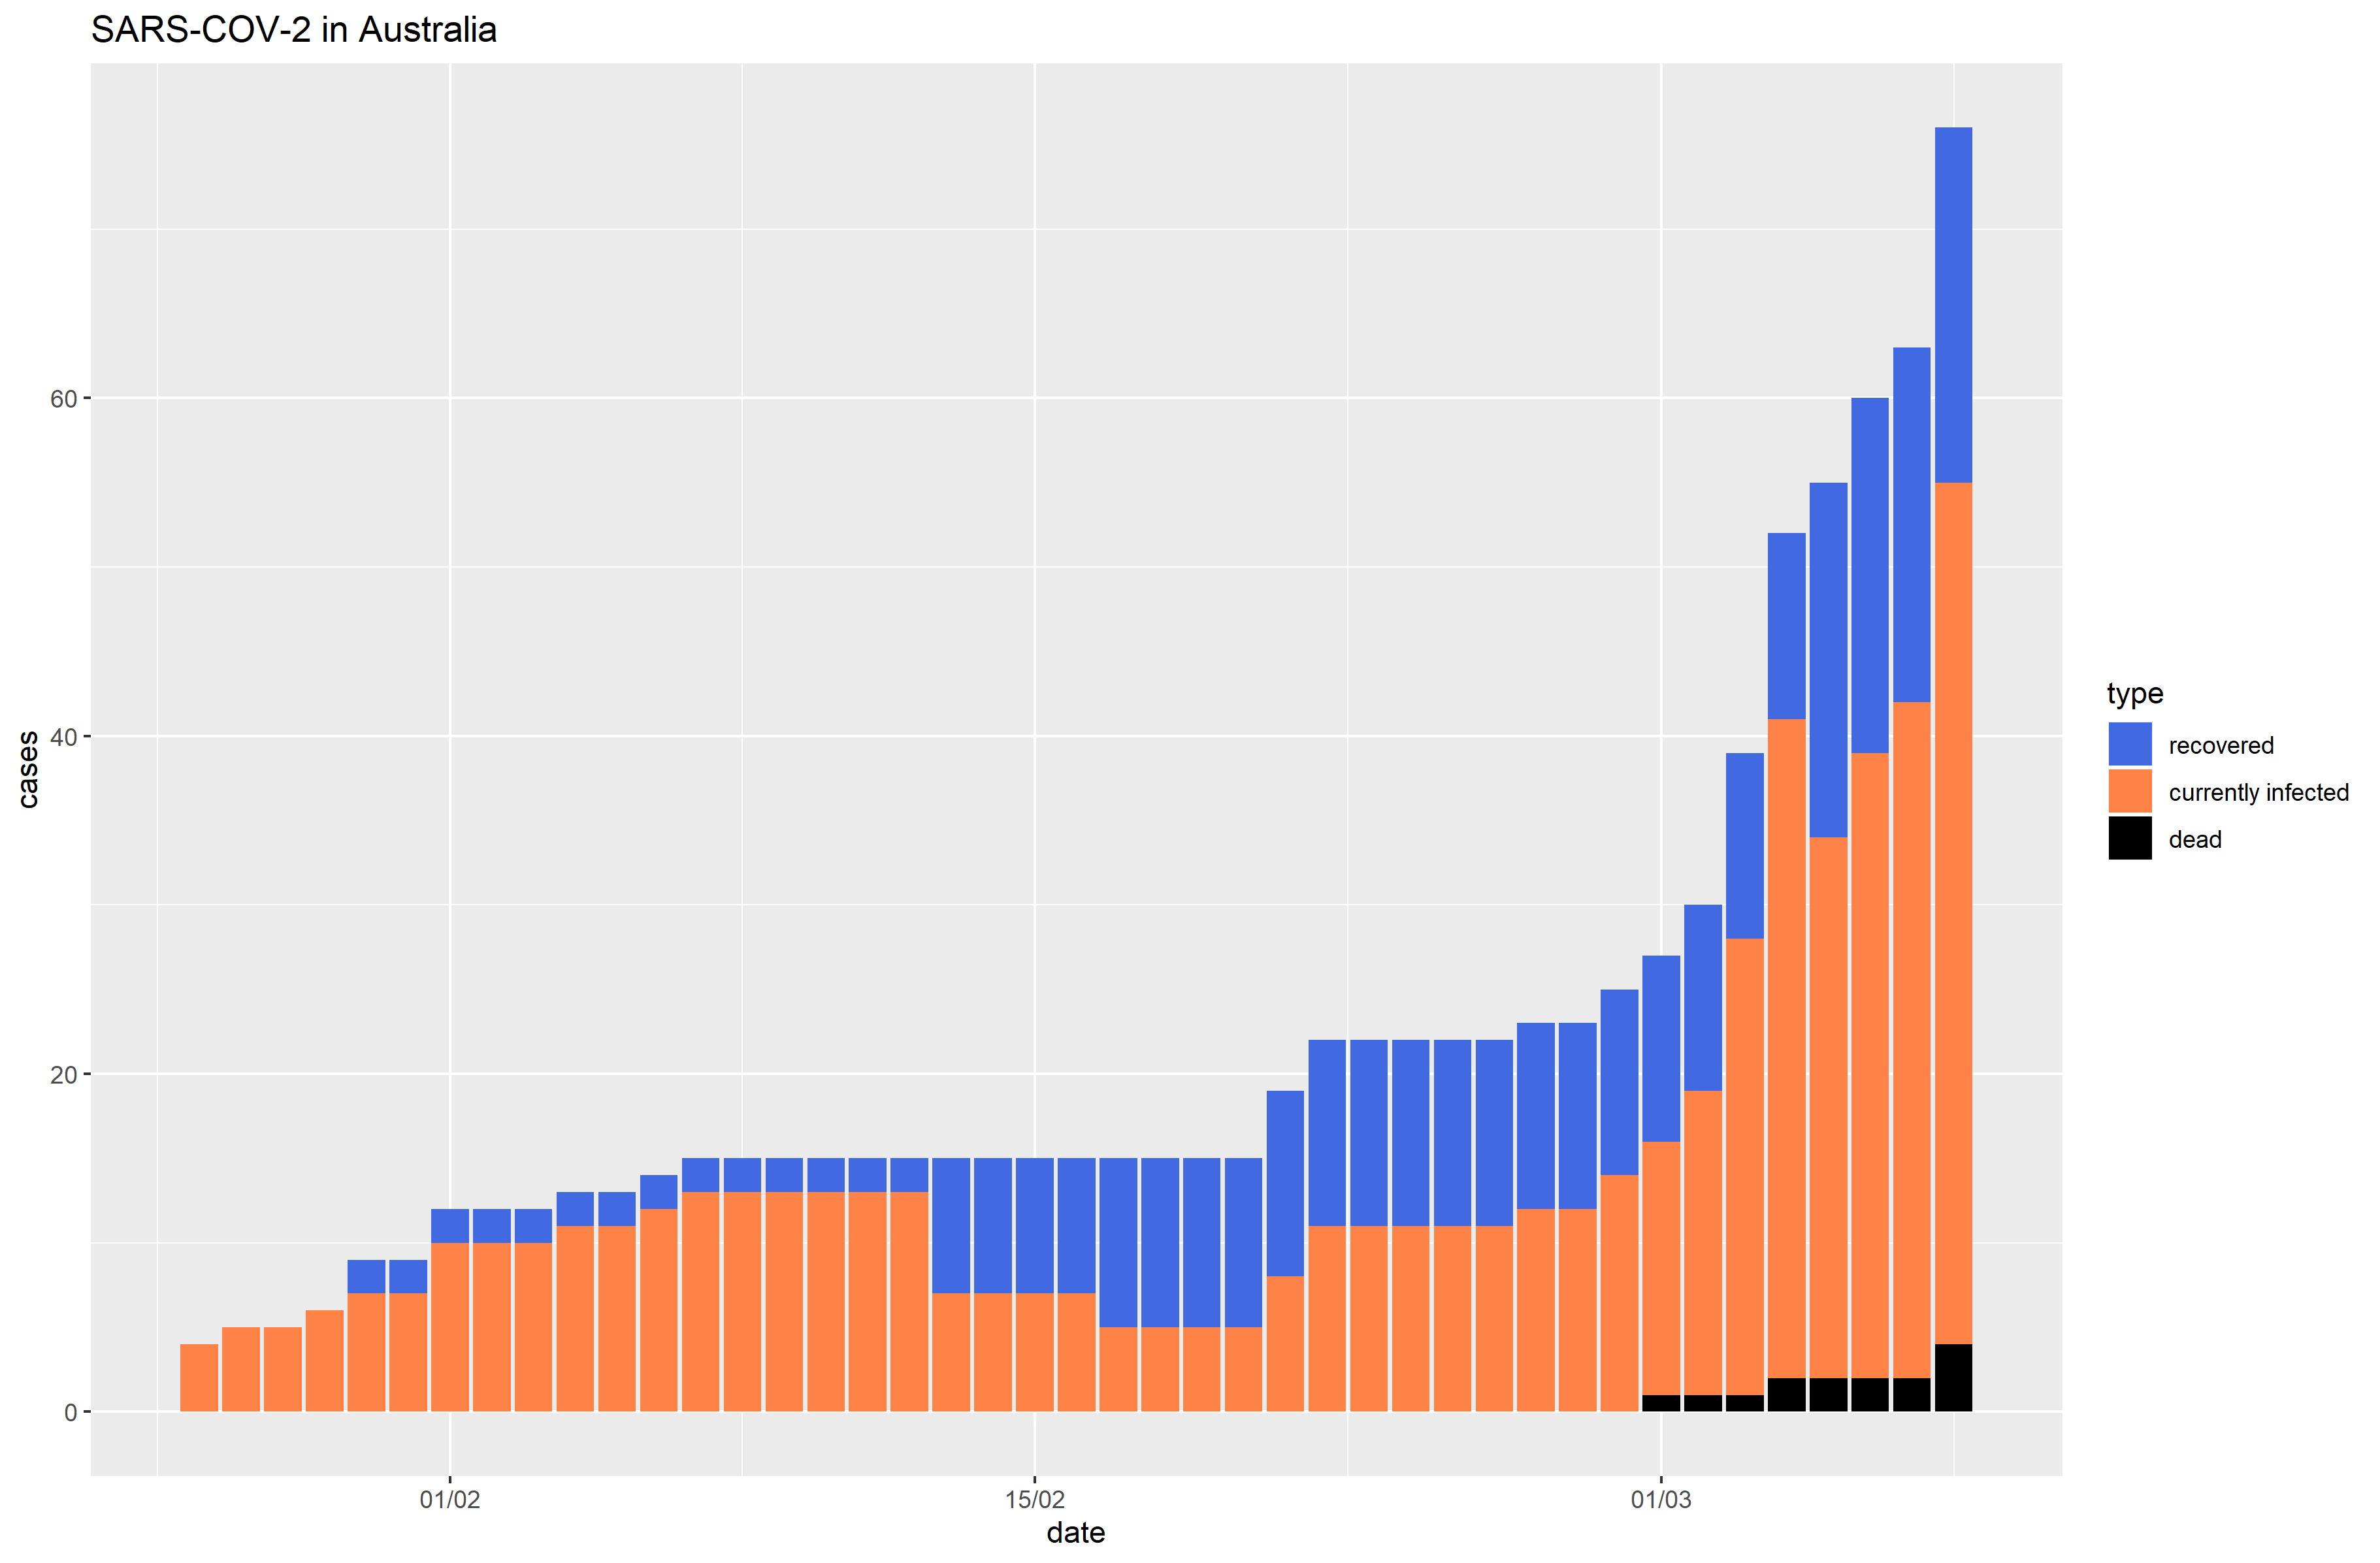 SARS-COV-2 in Australia
cases
60
40
20
0
01/02
15/02
01/03
date
type
recovered
currently infected
dead